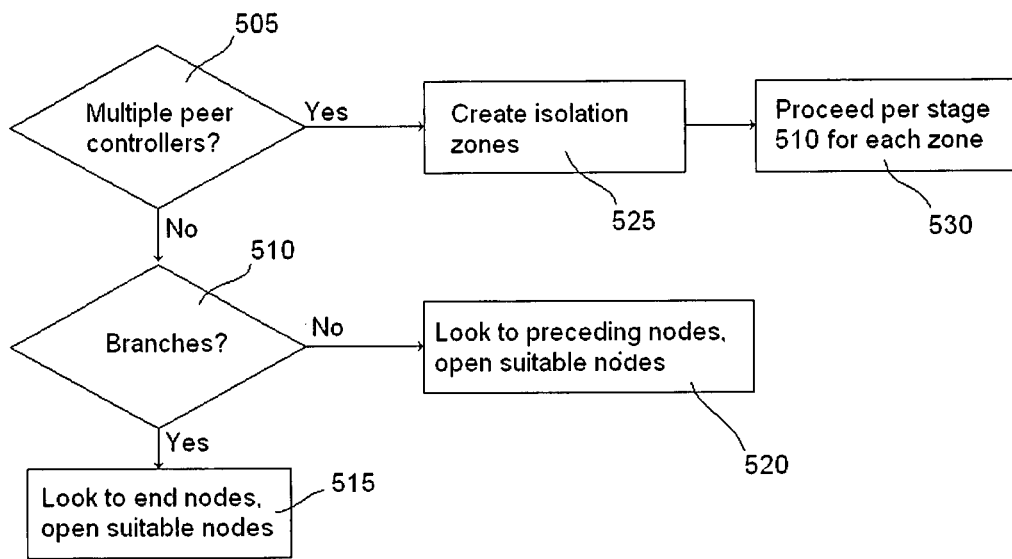 505
Multiple peer
controllers?
Yes
Create isolation
zones
525
Proceed per stage
510 for each zone
530
No
510
Branches?
No
Look to preceding nodes,
open suitable nodes
520
Yes
Look to end nodes,
open suitable nodes
515